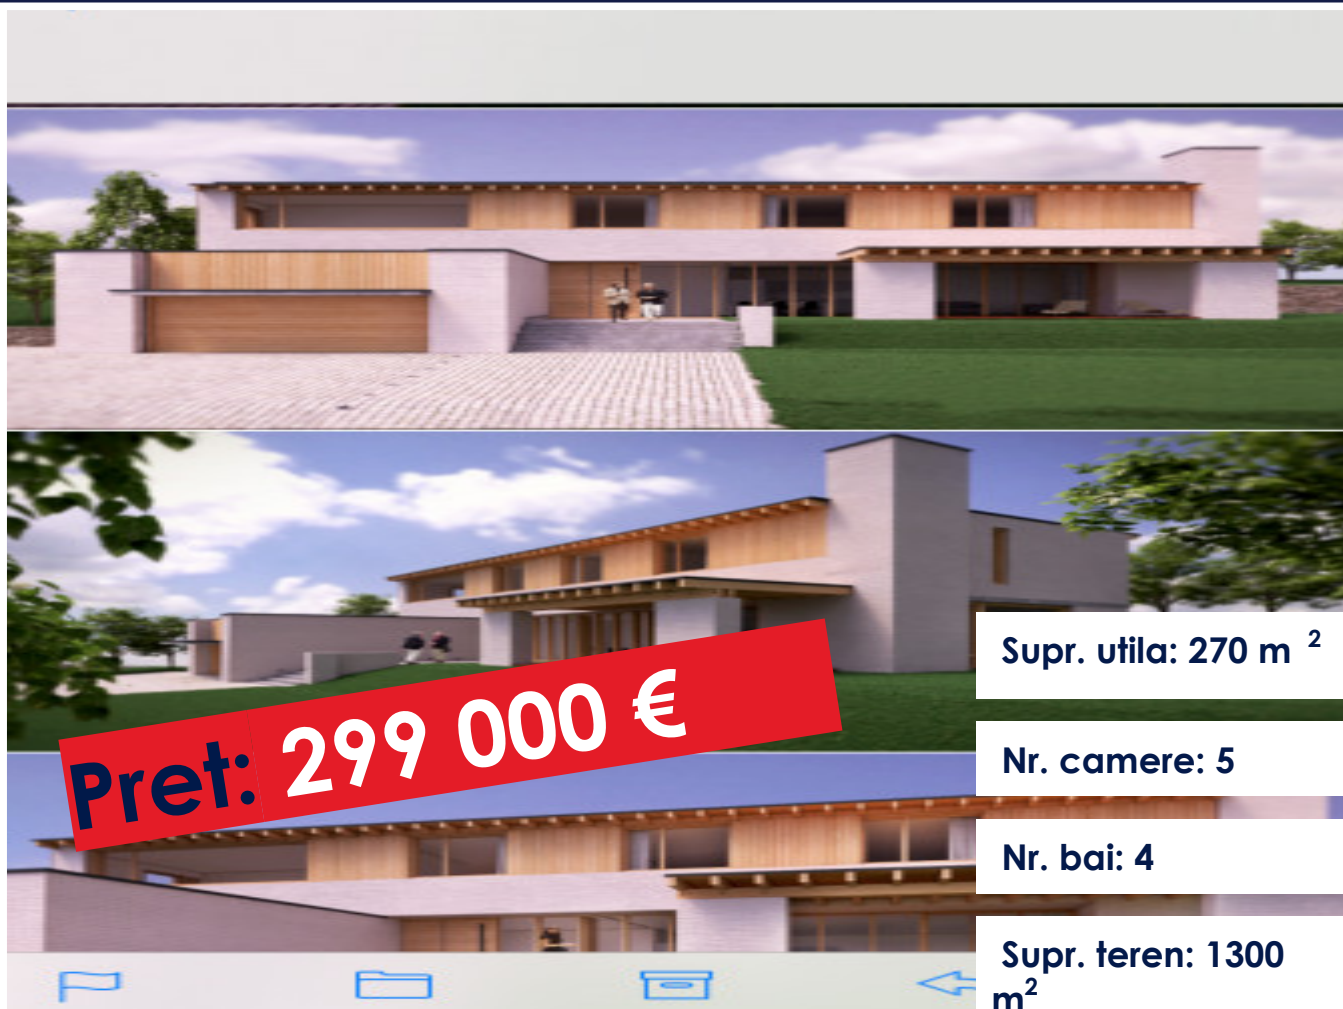 Pret: 299 000 €
Supr. utila: 270 m ²
Nr. camere: 5
Nr. bai: 4
Supr. teren: 1300
m²